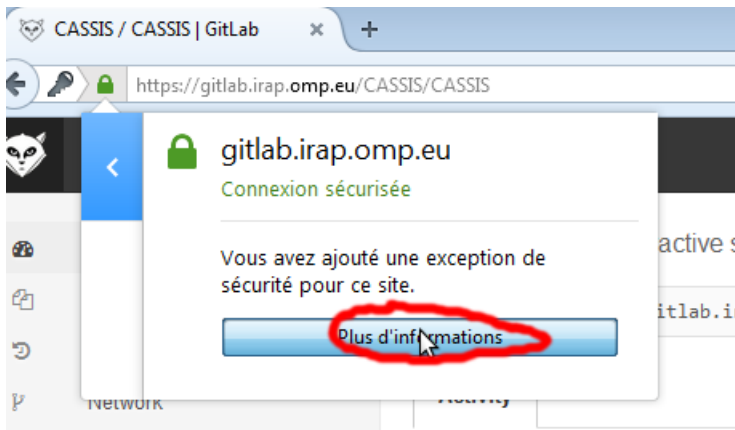 CASSIS / CASSIS | GitLab
https://gitlab.irap.omp.eu/CASSIS/CASSIS
gitlab.irap.omp.eu
Connexion sécurisée
Vous avez ajouté une exception de
sécurité pour ce site.
Plus d'informations
active s
itlab.i
Network
Activity